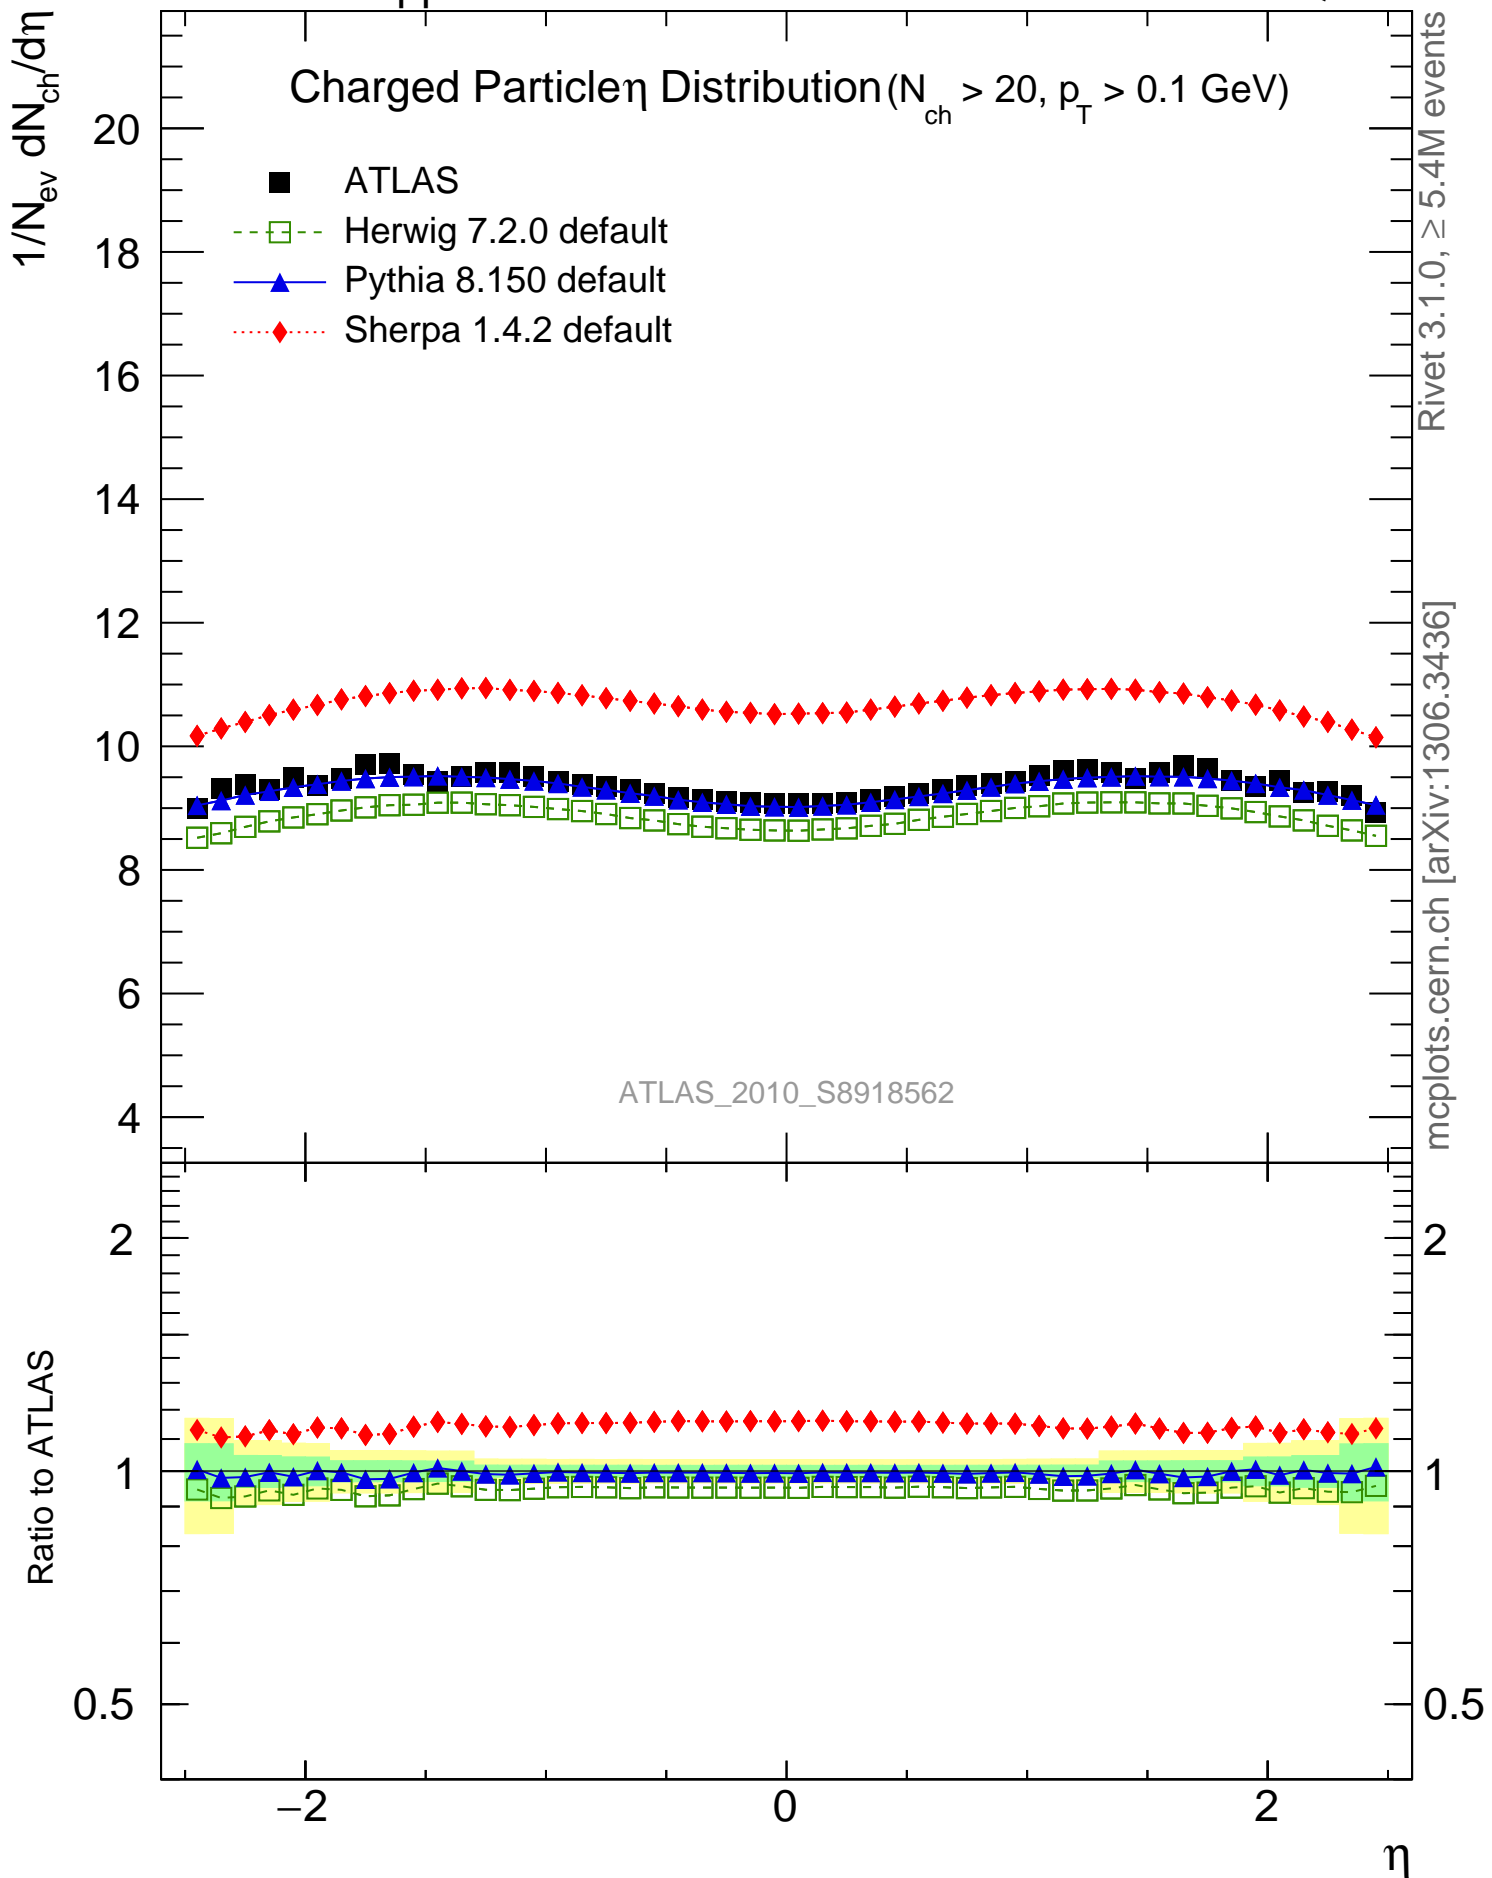 pp
1/N_ev dN_ch/dη
Charged Particleη Distribution (N_ch > 20, p_T > 0.1 GeV)
ATLAS
Herwig 7.2.0 default
Pythia 8.150 default
Sherpa 1.4.2 default
20
18
16
14
12
10
8
6
4
ATLAS_2010_S8918562
Rivet 3.1.0, ≥ 5.4M events
mcplots.cern.ch [arXiv:1306.3436]
Ratio to ATLAS
2
1
0.5
2
1
0.5
−2
0
2
η